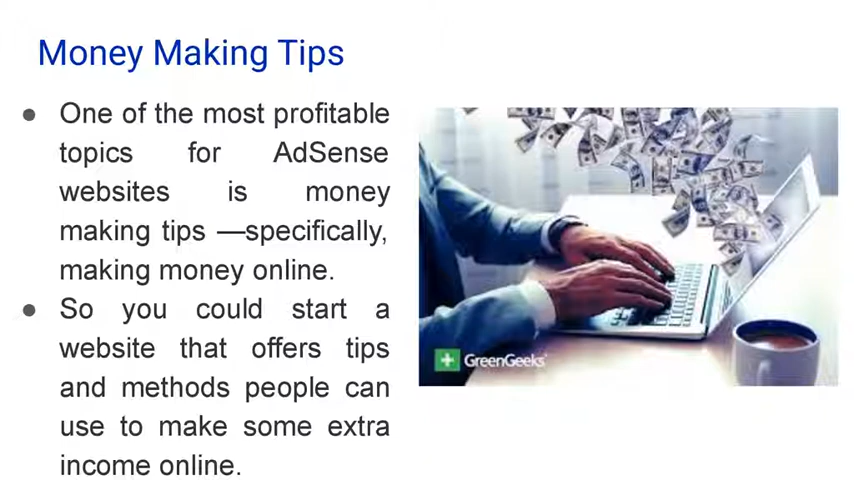 Money Making Tips
● One of the most profitable
topics for AdSense
websites is money
making tips —specifically,
making money online.
● So you could start a
website that offers tips
and methods people can
use to make some extra
income online.
GreenGeeks